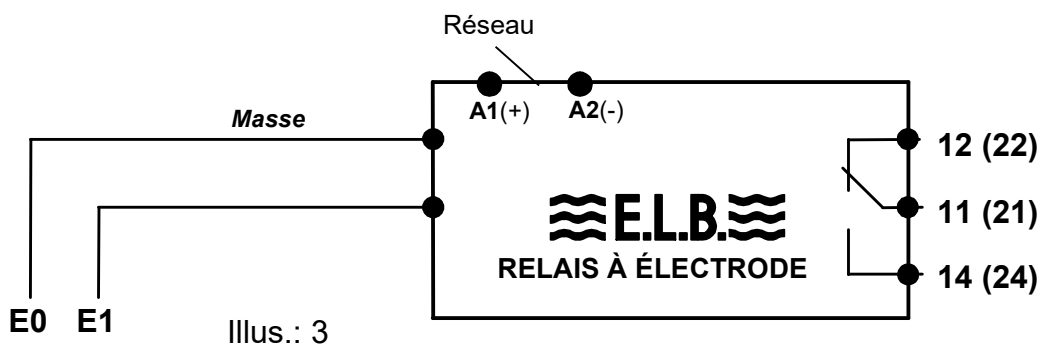 Réseau
A1(+) A2(-)
Masse
12 (22)
11 (21)
E.L.B.
RELAIS À ÉLECTRODE
14 (24)
E0 E1
Illus.: 3